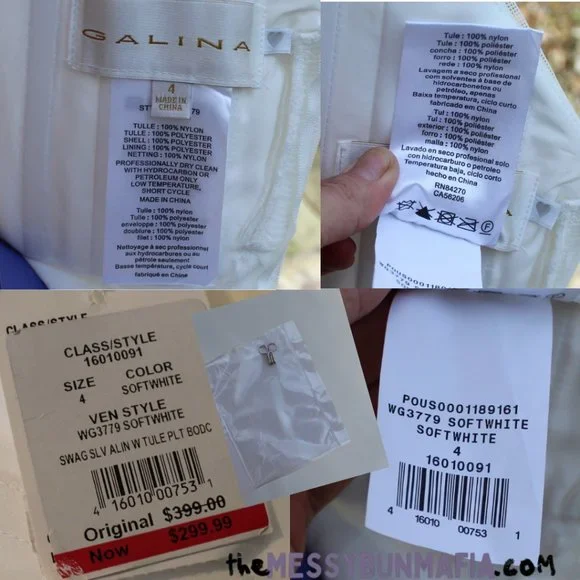 GALINA
4
MADE IN
CHINA
79
TULLE : 100% NYLON
TULLE : 100% POLYESTER
SHELL : 100% POLYESTER
LINING : 100% POLYESTER
NETTING : 100% NYLON
PROFESSIONALLY DRY CLEAN
WITH HYDROCARBON OR
PETROLEUM ONLY
LOW TEMPERATURE,
SHORT CYCLE
MADE IN CHINA
Tulle : 100% nylon
Tulle : 100% polyester
enveloppe : 100% polyester
doublure : 100% polyester
filet : 100% nylon
Nettoyage à sec professionnel
aux hydrocarbures ou au
pétrole seulement
Basse température, cycle court
fabriqué en China
Tule : 100% nylon
Tule : 100% poliéster
concha : 100% poliéster
forro : 100% poliéster
rede : 100% nylon
Lavagem a seco profissional
com solventes à base de
hidrocarbonetos ou
petróleo, apenas
Baixa temperatura, ciclo curto
fabricado em China
Tul : 100% nylon
Tul : 100% poliéster
exterior : 100% poliéster
forro : 100% poliéster
malla : 100% nylon
Lavado en seco profesional solo
con hidrocarburo o petróleo
Temperatura baja, ciclo corto
hecho en China
RN84270
CA56206
A
CLASS/STYLE
CLASS/STYLE
16010091
SIZE COLOR
4 SOFTWHITE
VEN STYLE
WG3779 SOFTWHITE
SWAG SLV ALIN W TULE PLT BODC
4 16010 00753 1
Original $399.00
Now $299.99
POUS0001189161
WG3779 SOFTWHITE
SOFTWHITE
4
16010091
4 16010 00753 1
theMESSYBUNMAFIA.COM